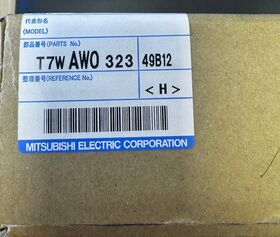 代表形名
(MODEL)
部品番号(PARTS No.)
T7W AWO 323 49B12
整理番号(REFERENCE No.)
<H>
MITSUBISHI ELECTRIC CORPORATION